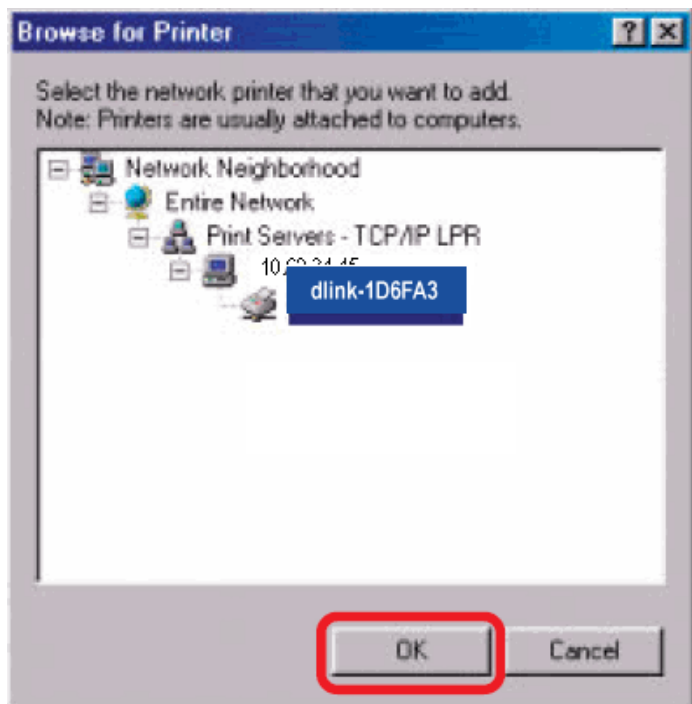 Browse for Printer
Select the network printer that you want to add.
Note: Printers are usually attached to computers.
Network Neighborhood
Entire Network
Print Servers - TCP/IP LPR
dlink-1D6FA3
OK
Cancel